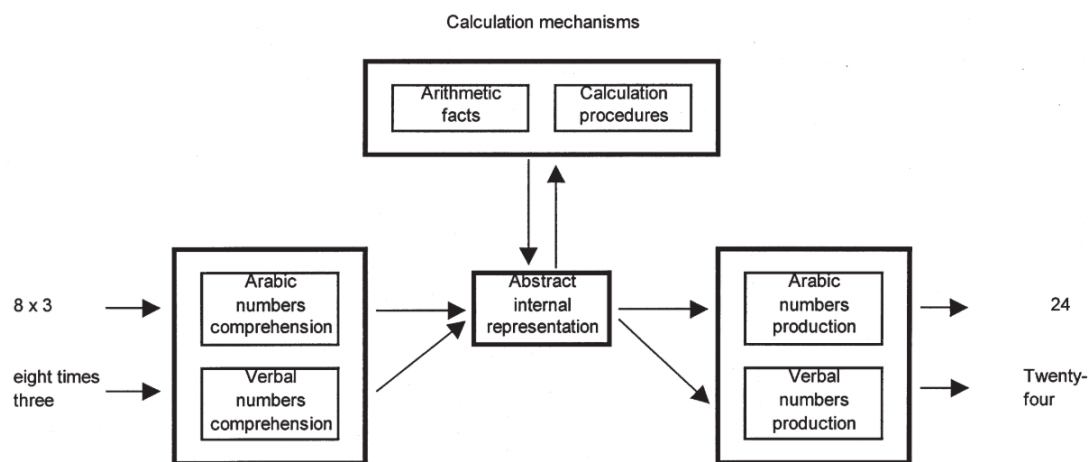 Calculation mechanisms
Arithmetic
facts
Calculation
procedures
8 x 3
eight times
three
Arabic
numbers
comprehension
Verbal
numbers
comprehension
Abstract
internal
representation
Arabic
numbers
production
Verbal
numbers
production
24
Twenty-
four